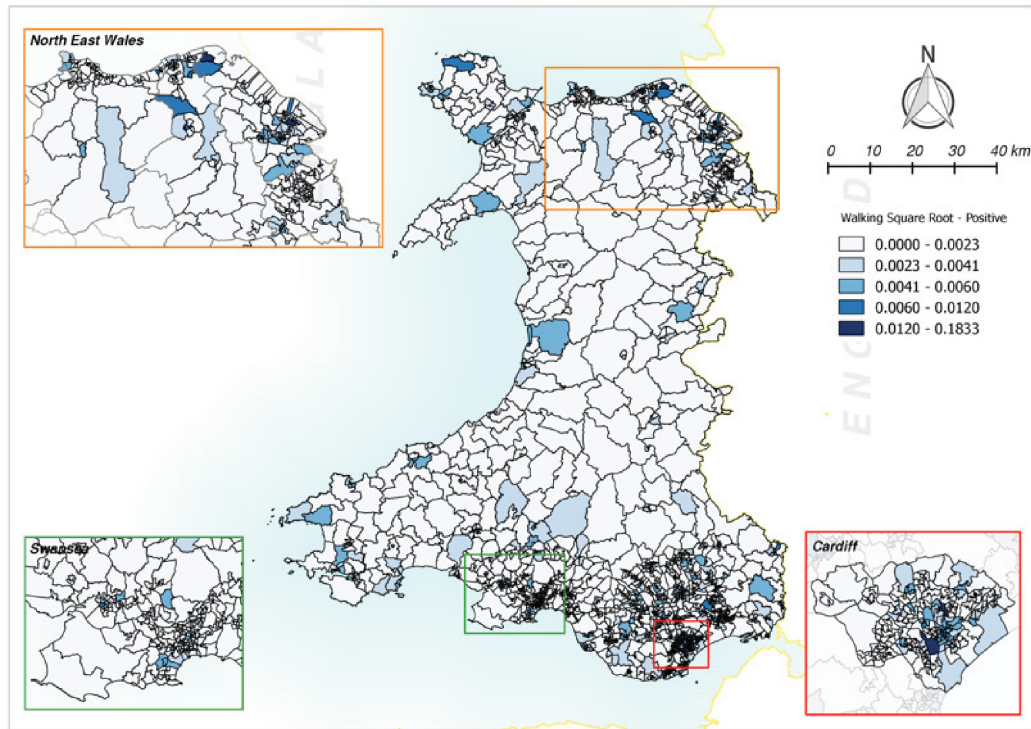 North East Wales
N
0 10 20 30 40 km
Walking Square Root - Positive
0.0000 - 0.0023
0.0023 - 0.0041
0.0041 - 0.0060
0.0060 - 0.0120
0.0120 - 0.1833
Swansea
Cardiff